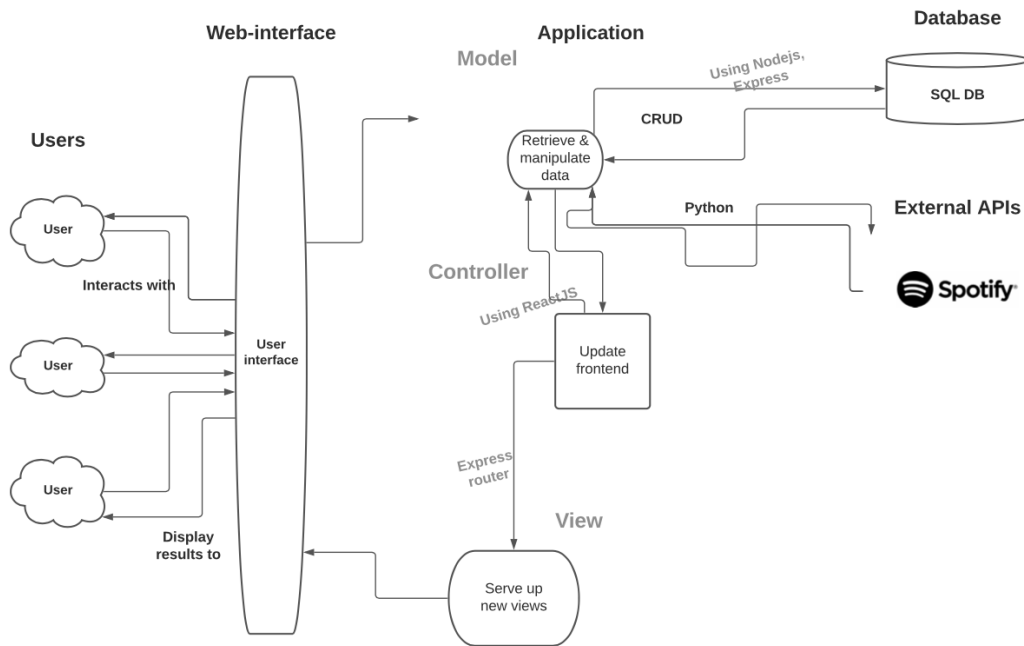 Database
Web-interface
Application
Model
Using Nodejs,
Express
SQL DB
CRUD
Users
Retrieve &
manipulate
data
Python
External APIs
User
Interacts with
Controller
Spotify
Using ReactJS
User
interface
Update
frontend
User
Express
router
User
View
Display
results to
Serve up
new views